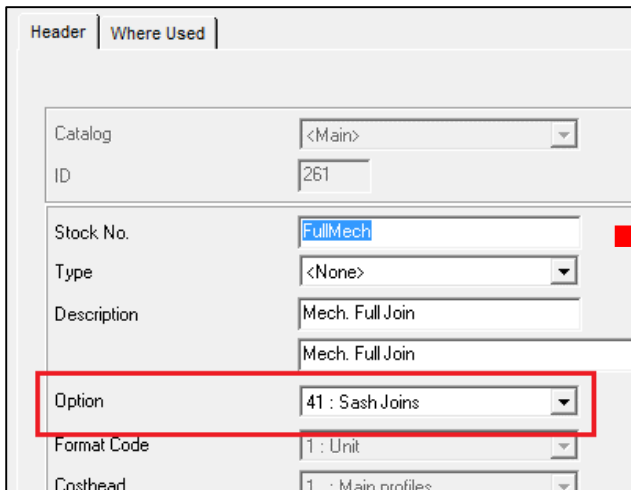 Header Where Used
Catalog <Main>
ID 261
Stock No. FullMech
Type <None>
Description Mech. Full Join
Mech. Full Join
Option 41 : Sash Joins
Format Code 1 : Unit
Costhead 1 : Main profiles